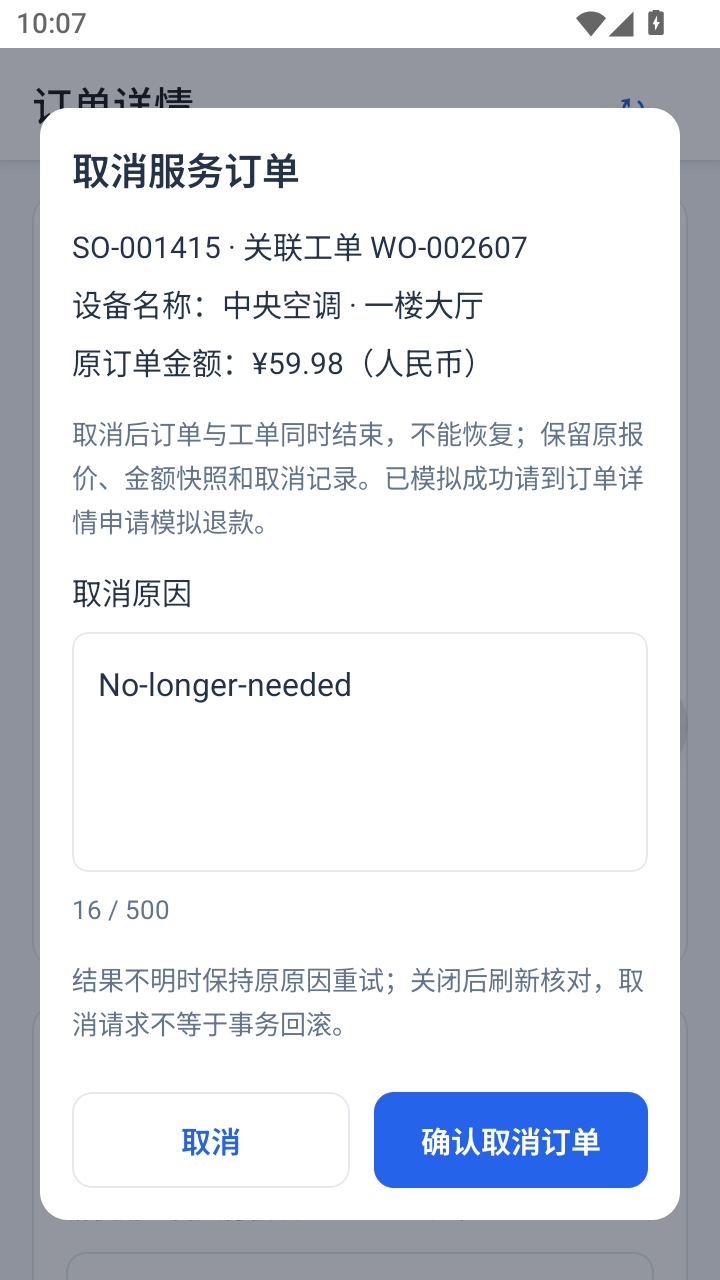 10:07
订单详情
取消服务订单
SO-001415 · 关联工单 WO-002607
设备名称：中央空调 · 一楼大厅
原订单金额：¥59.98（人民币）
取消后订单与工单同时结束，不能恢复；保留原报
价、金额快照和取消记录。已模拟成功请到订单详
情申请模拟退款。
取消原因
No-longer-needed
16 / 500
结果不明时保持原原因重试；关闭后刷新核对，取
消请求不等于事务回滚。
取消
确认取消订单